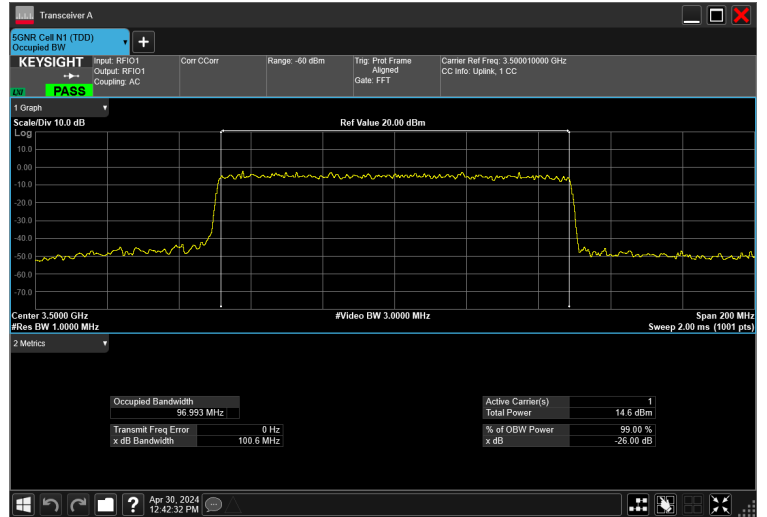 Transceiver A
5GNR Cell N1 (TDD)
Occupied BW
KEYSIGHT
LXI
PASS
Input: RFIO1
Output: RFIO1
Coupling: AC
Corr CCorr
Range: -60 dBm
Trig: Prot Frame
Aligned
Gate: FFT
Carrier Ref Freq: 3.500010000 GHz
CC Info: Uplink, 1 CC
1 Graph
Scale/Div 10.0 dB
Ref Value 20.00 dBm
Log
10.0
0.00
-10.0
-20.0
-30.0
-40.0
-50.0
-60.0
-70.0
Center 3.5000 GHz
#Video BW 3.0000 MHz
Span 200 MHz
#Res BW 1.0000 MHz
Sweep 2.00 ms (1001 pts)
2 Metrics
Occupied Bandwidth
96.993 MHz
Transmit Freq Error 0 Hz
x dB Bandwidth 100.6 MHz
Active Carrier(s) 1
Total Power 14.6 dBm
% of OBW Power 99.00 %
x dB -26.00 dB
?
Apr 30, 2024
12:42:32 PM